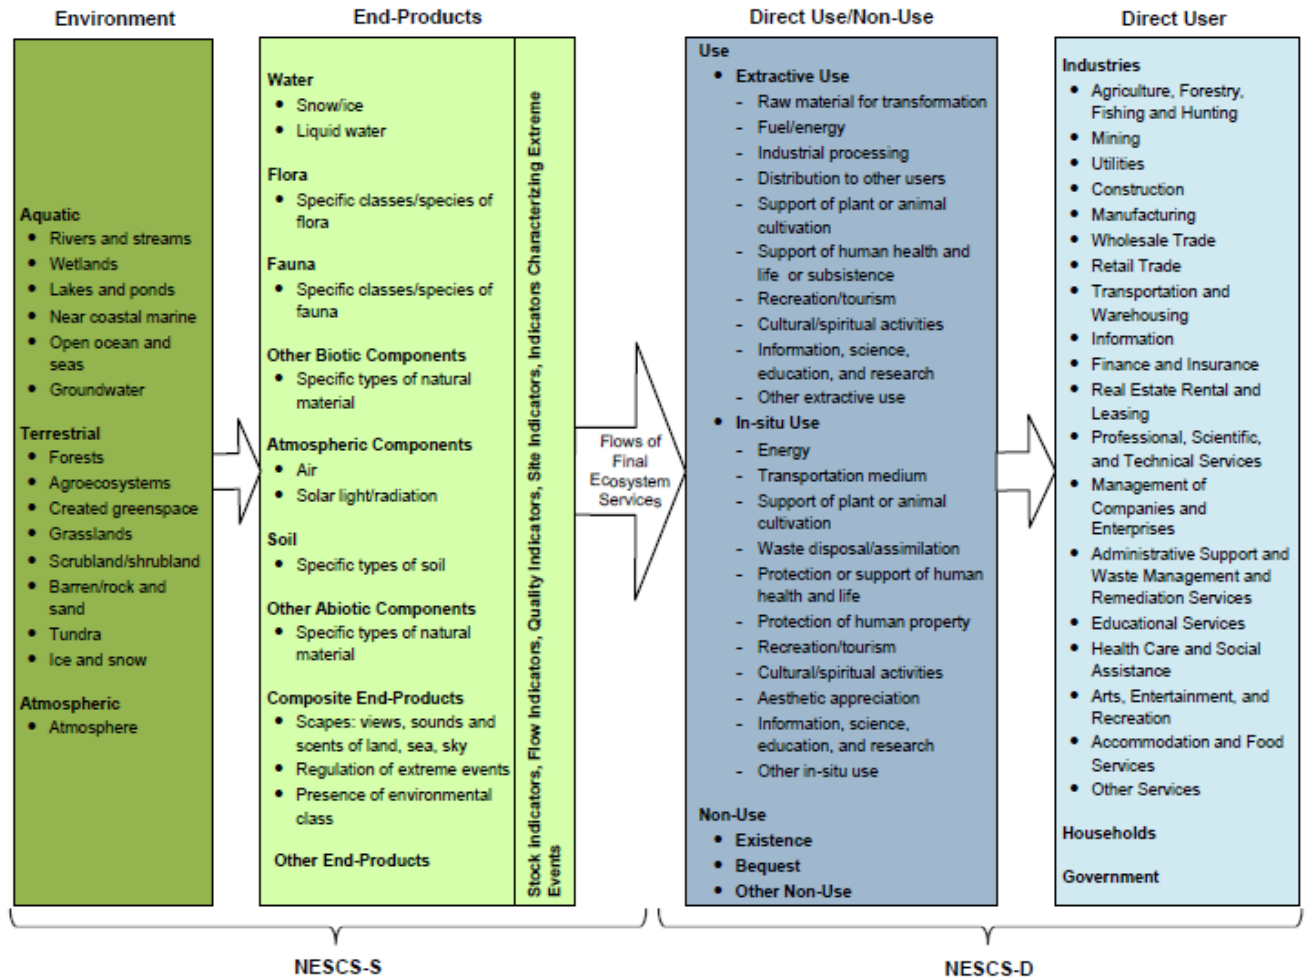 Environment
End-Products
Direct Use/Non-Use
Direct User
Aquatic
• Rivers and streams
• Wetlands
• Lakes and ponds
• Near coastal marine
• Open ocean and
seas
• Groundwater
Terrestrial
• Forests
• Agroecosystems
• Created greenspace
• Grasslands
• Scrubland/shrubland
• Barren/rock and
sand
• Tundra
• Ice and snow
Atmospheric
• Atmosphere
Water
• Snow/ice
• Liquid water
Flora
• Specific classes/species of
flora
Fauna
• Specific classes/species of
fauna
Other Biotic Components
• Specific types of natural
material
Atmospheric Components
• Air
• Solar light/radiation
Soil
• Specific types of soil
Other Abiotic Components
• Specific types of natural
material
Composite End-Products
• Scapes: views, sounds and
scents of land, sea, sky
• Regulation of extreme events
• Presence of environmental
class
Other End-Products
Stock indicators, Flow Indicators, Quality Indicators, Site Indicators, Indicators Characterizing Extreme
Events
Flows of
Final
Ecosystem
Services
Use
• Extractive Use
- Raw material for transformation
- Fuel/energy
- Industrial processing
- Distribution to other users
- Support of plant or animal
cultivation
- Support of human health and
life or subsistence
- Recreation/tourism
- Cultural/spiritual activities
- Information, science,
education, and research
- Other extractive use
• In-situ Use
- Energy
- Transportation medium
- Support of plant or animal
cultivation
- Waste disposal/assimilation
- Protection or support of human
health and life
- Protection of human property
- Recreation/tourism
- Cultural/spiritual activities
- Aesthetic appreciation
- Information, science,
education, and research
- Other in-situ use
Non-Use
• Existence
• Bequest
• Other Non-Use
Industries
• Agriculture, Forestry,
Fishing and Hunting
• Mining
• Utilities
• Construction
• Manufacturing
• Wholesale Trade
• Retail Trade
• Transportation and
Warehousing
• Information
• Finance and Insurance
• Real Estate Rental and
Leasing
• Professional, Scientific,
and Technical Services
• Management of
Companies and
Enterprises
• Administrative Support and
Waste Management and
Remediation Services
• Educational Services
• Health Care and Social
Assistance
• Arts, Entertainment, and
Recreation
• Accommodation and Food
Services
• Other Services
Households
Government
NESCS-S
NESCS-D